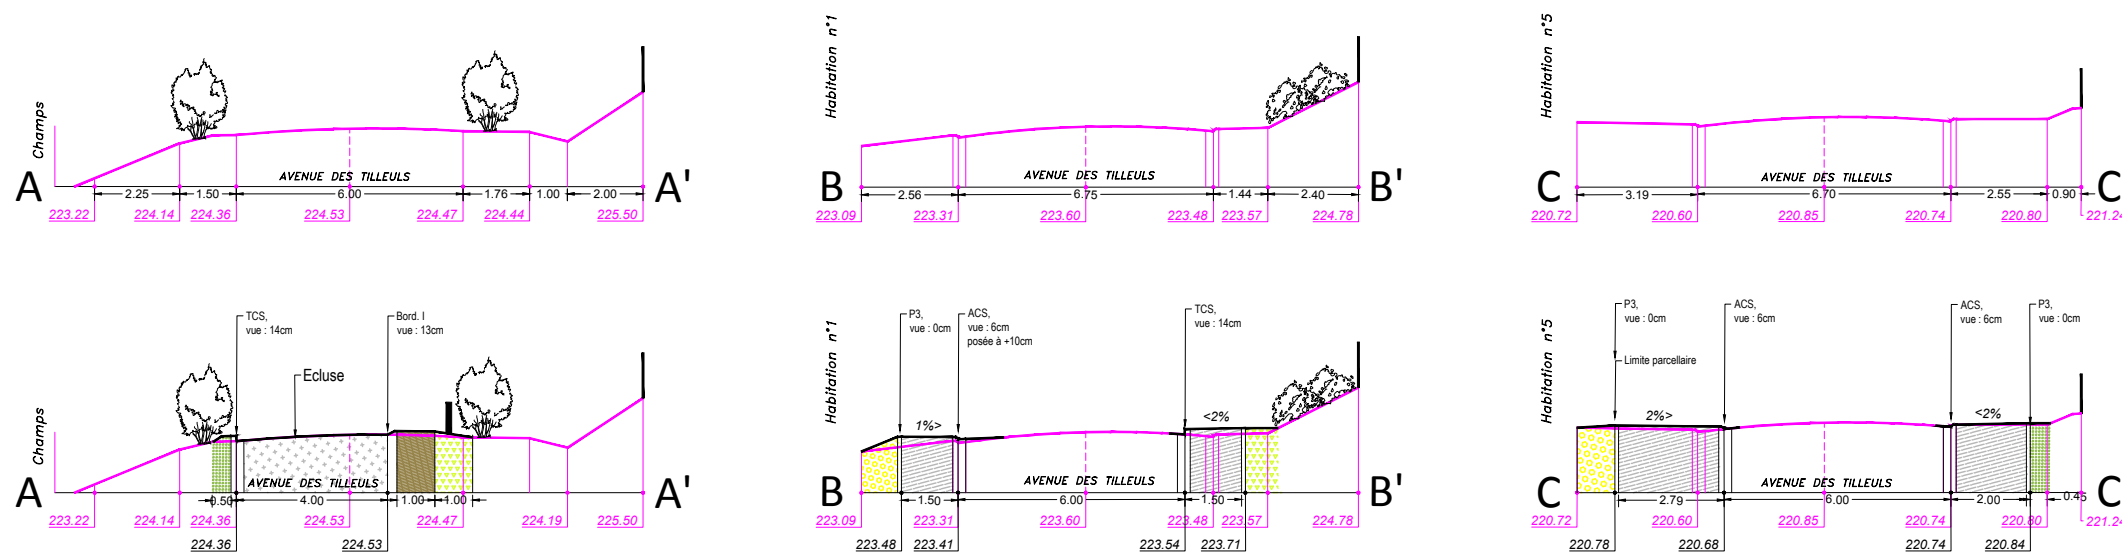 Champs
A
AVENUE DES TILLEULS
2.25
1.50
6.00
1.76
1.00
2.00
A'
223.22
224.14
224.36
224.53
224.47
224.44
225.50
Habitation n°1
B
AVENUE DES TILLEULS
2.56
6.75
1.44
2.40
B'
223.09
223.31
223.60
223.48
223.57
224.78
Habitation n°5
C
AVENUE DES TILLEULS
3.19
6.70
2.55
0.90
C
220.72
220.60
220.85
220.74
220.80
221.24
TCS,
vue : 14cm
Bord. I
vue : 13cm
Ecluse
Champs
A
AVENUE DES TILLEULS
0.50
4.00
1.00
1.00
A'
223.22
224.14
224.36
224.53
224.47
224.19
225.50
224.36
224.53
P3,
vue : 0cm
ACS,
vue : 6cm
posée à +10cm
TCS,
vue : 14cm
Habitation n°1
1%>
<2%
B
AVENUE DES TILLEULS
1.50
6.00
1.50
B'
223.09
223.31
223.60
223.48
223.57
224.78
223.48
223.41
223.54
223.71
P3,
vue : 0cm
ACS,
vue : 6cm
ACS,
vue : 6cm
P3,
vue : 0cm
Limite parcellaire
Habitation n°5
2%>
<2%
C
AVENUE DES TILLEULS
2.79
6.00
2.00
0.45
C
220.72
220.60
220.85
220.74
220.80
221.24
220.78
220.68
220.74
220.84